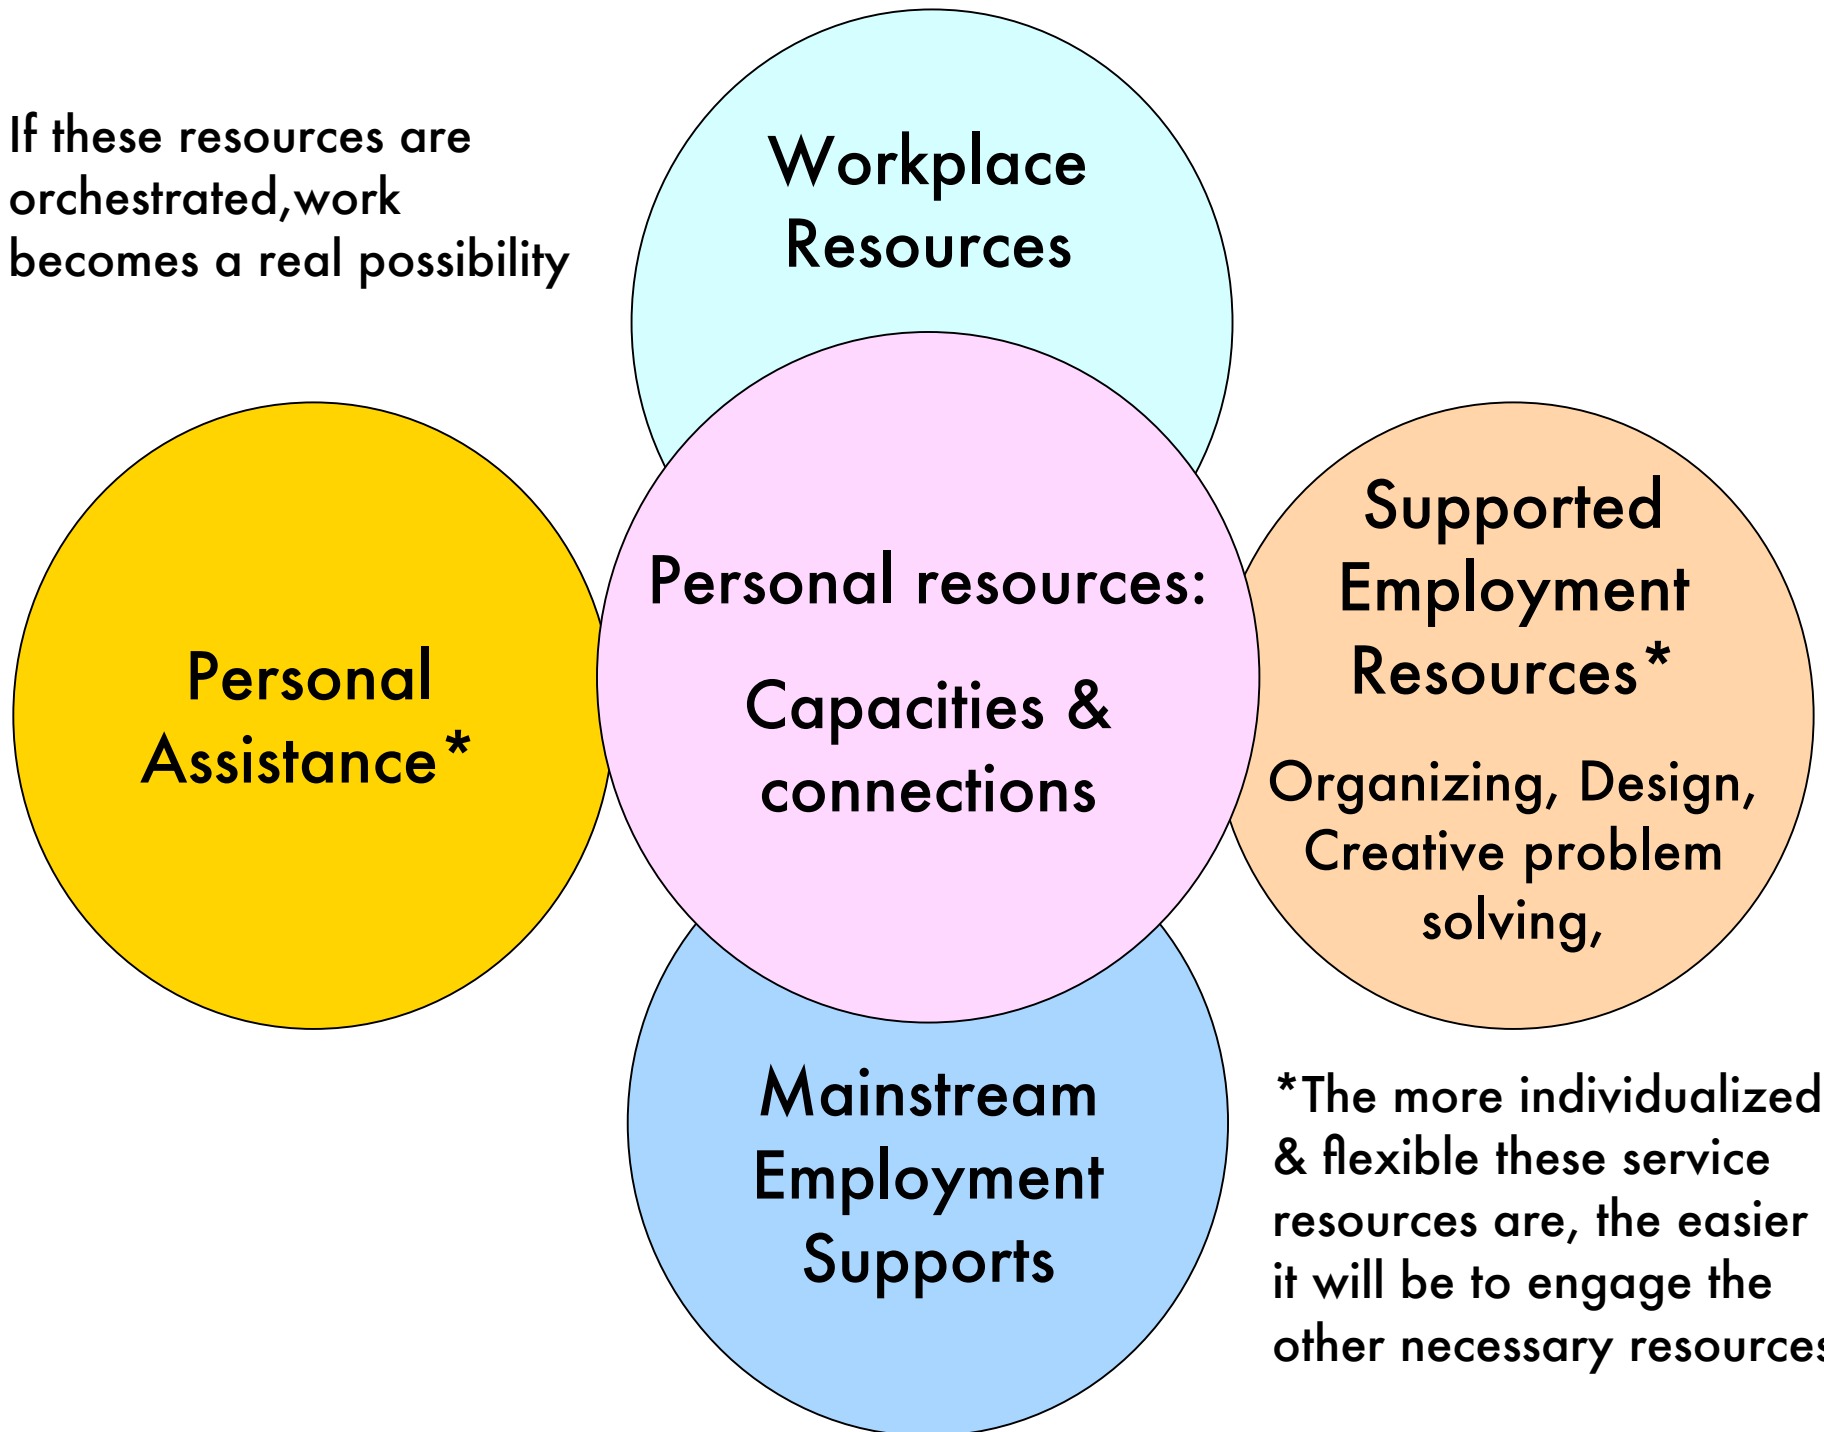 If these resources are
orchestrated,work
becomes a real possibility
Workplace
Resources
Personal
Assistance*
Personal resources:
Capacities &
connections
Supported
Employment
Resources*
Organizing, Design,
Creative problem
solving,
Mainstream
Employment
Supports
*The more individualized
& flexible these service
resources are, the easier
it will be to engage the
other necessary resources